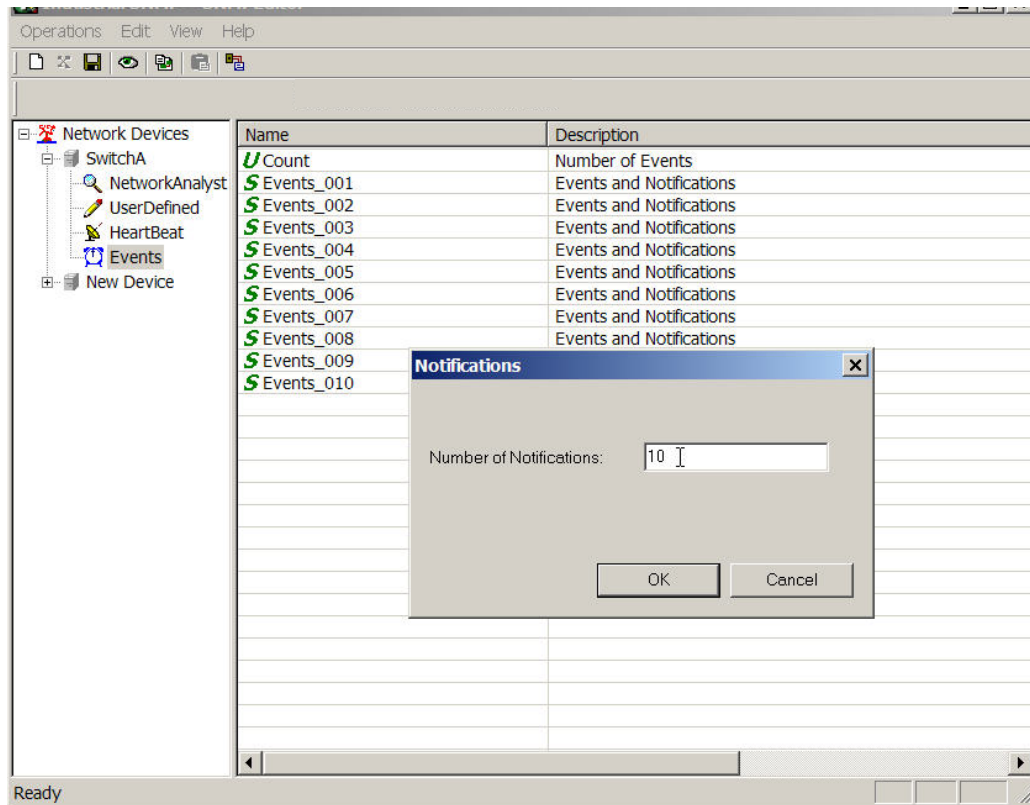 Operations Edit View Help
Network Devices
SwitchA
NetworkAnalyst
UserDefined
HeartBeat
Events
New Device
Name Description
U Count Number of Events
S Events_001 Events and Notifications
S Events_002 Events and Notifications
S Events_003 Events and Notifications
S Events_004 Events and Notifications
S Events_005 Events and Notifications
S Events_006 Events and Notifications
S Events_007 Events and Notifications
S Events_008 Events and Notifications
S Events_009
S Events_010
Notifications
Number of Notifications: 10
OK Cancel
Ready